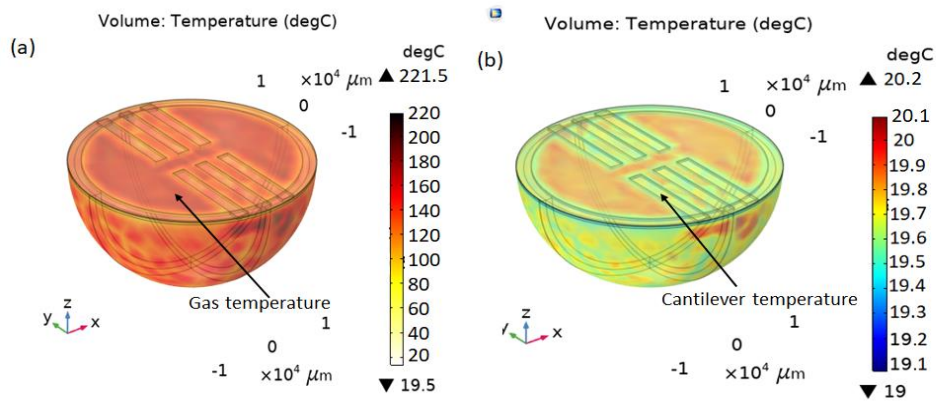 Volume: Temperature (degC)
(a)
degC
1
×10⁴ μm
▲ 221.5
0
-1
220
200
180
160
140
120
100
80
60
40
20
▼ 19.5
Gas temperature
z
y
x
1
0
-1
×10⁴ μm
Volume: Temperature (degC)
(b)
degC
1
×10⁴ μm
▲ 20.2
0
-1
20.1
20
19.9
19.8
19.7
19.6
19.5
19.4
19.3
19.2
19.1
▼ 19
Cantilever temperature
z
y
x
1
0
-1
×10⁴ μm